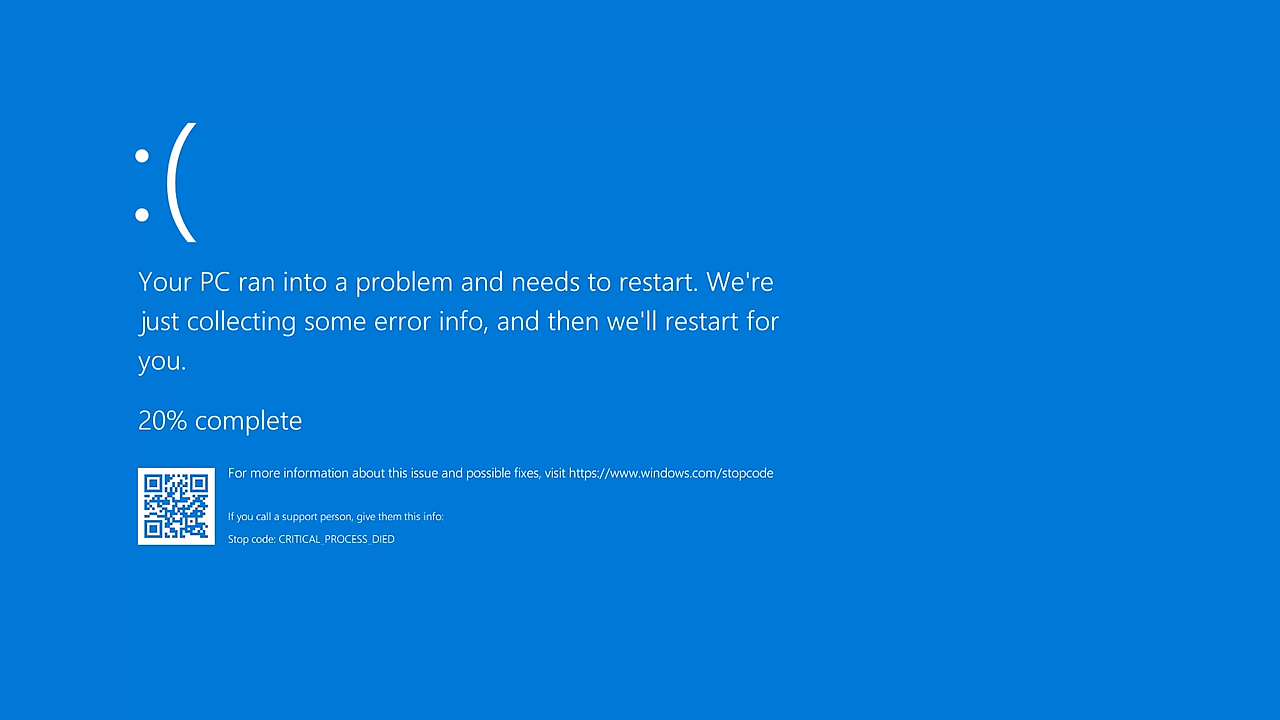 :(
Your PC ran into a problem and needs to restart. We're
just collecting some error info, and then we'll restart for
you.
20% complete
For more information about this issue and possible fixes, visit https://www.windows.com/stopcode
If you call a support person, give them this info:
Stop code: CRITICAL_PROCESS_DIED